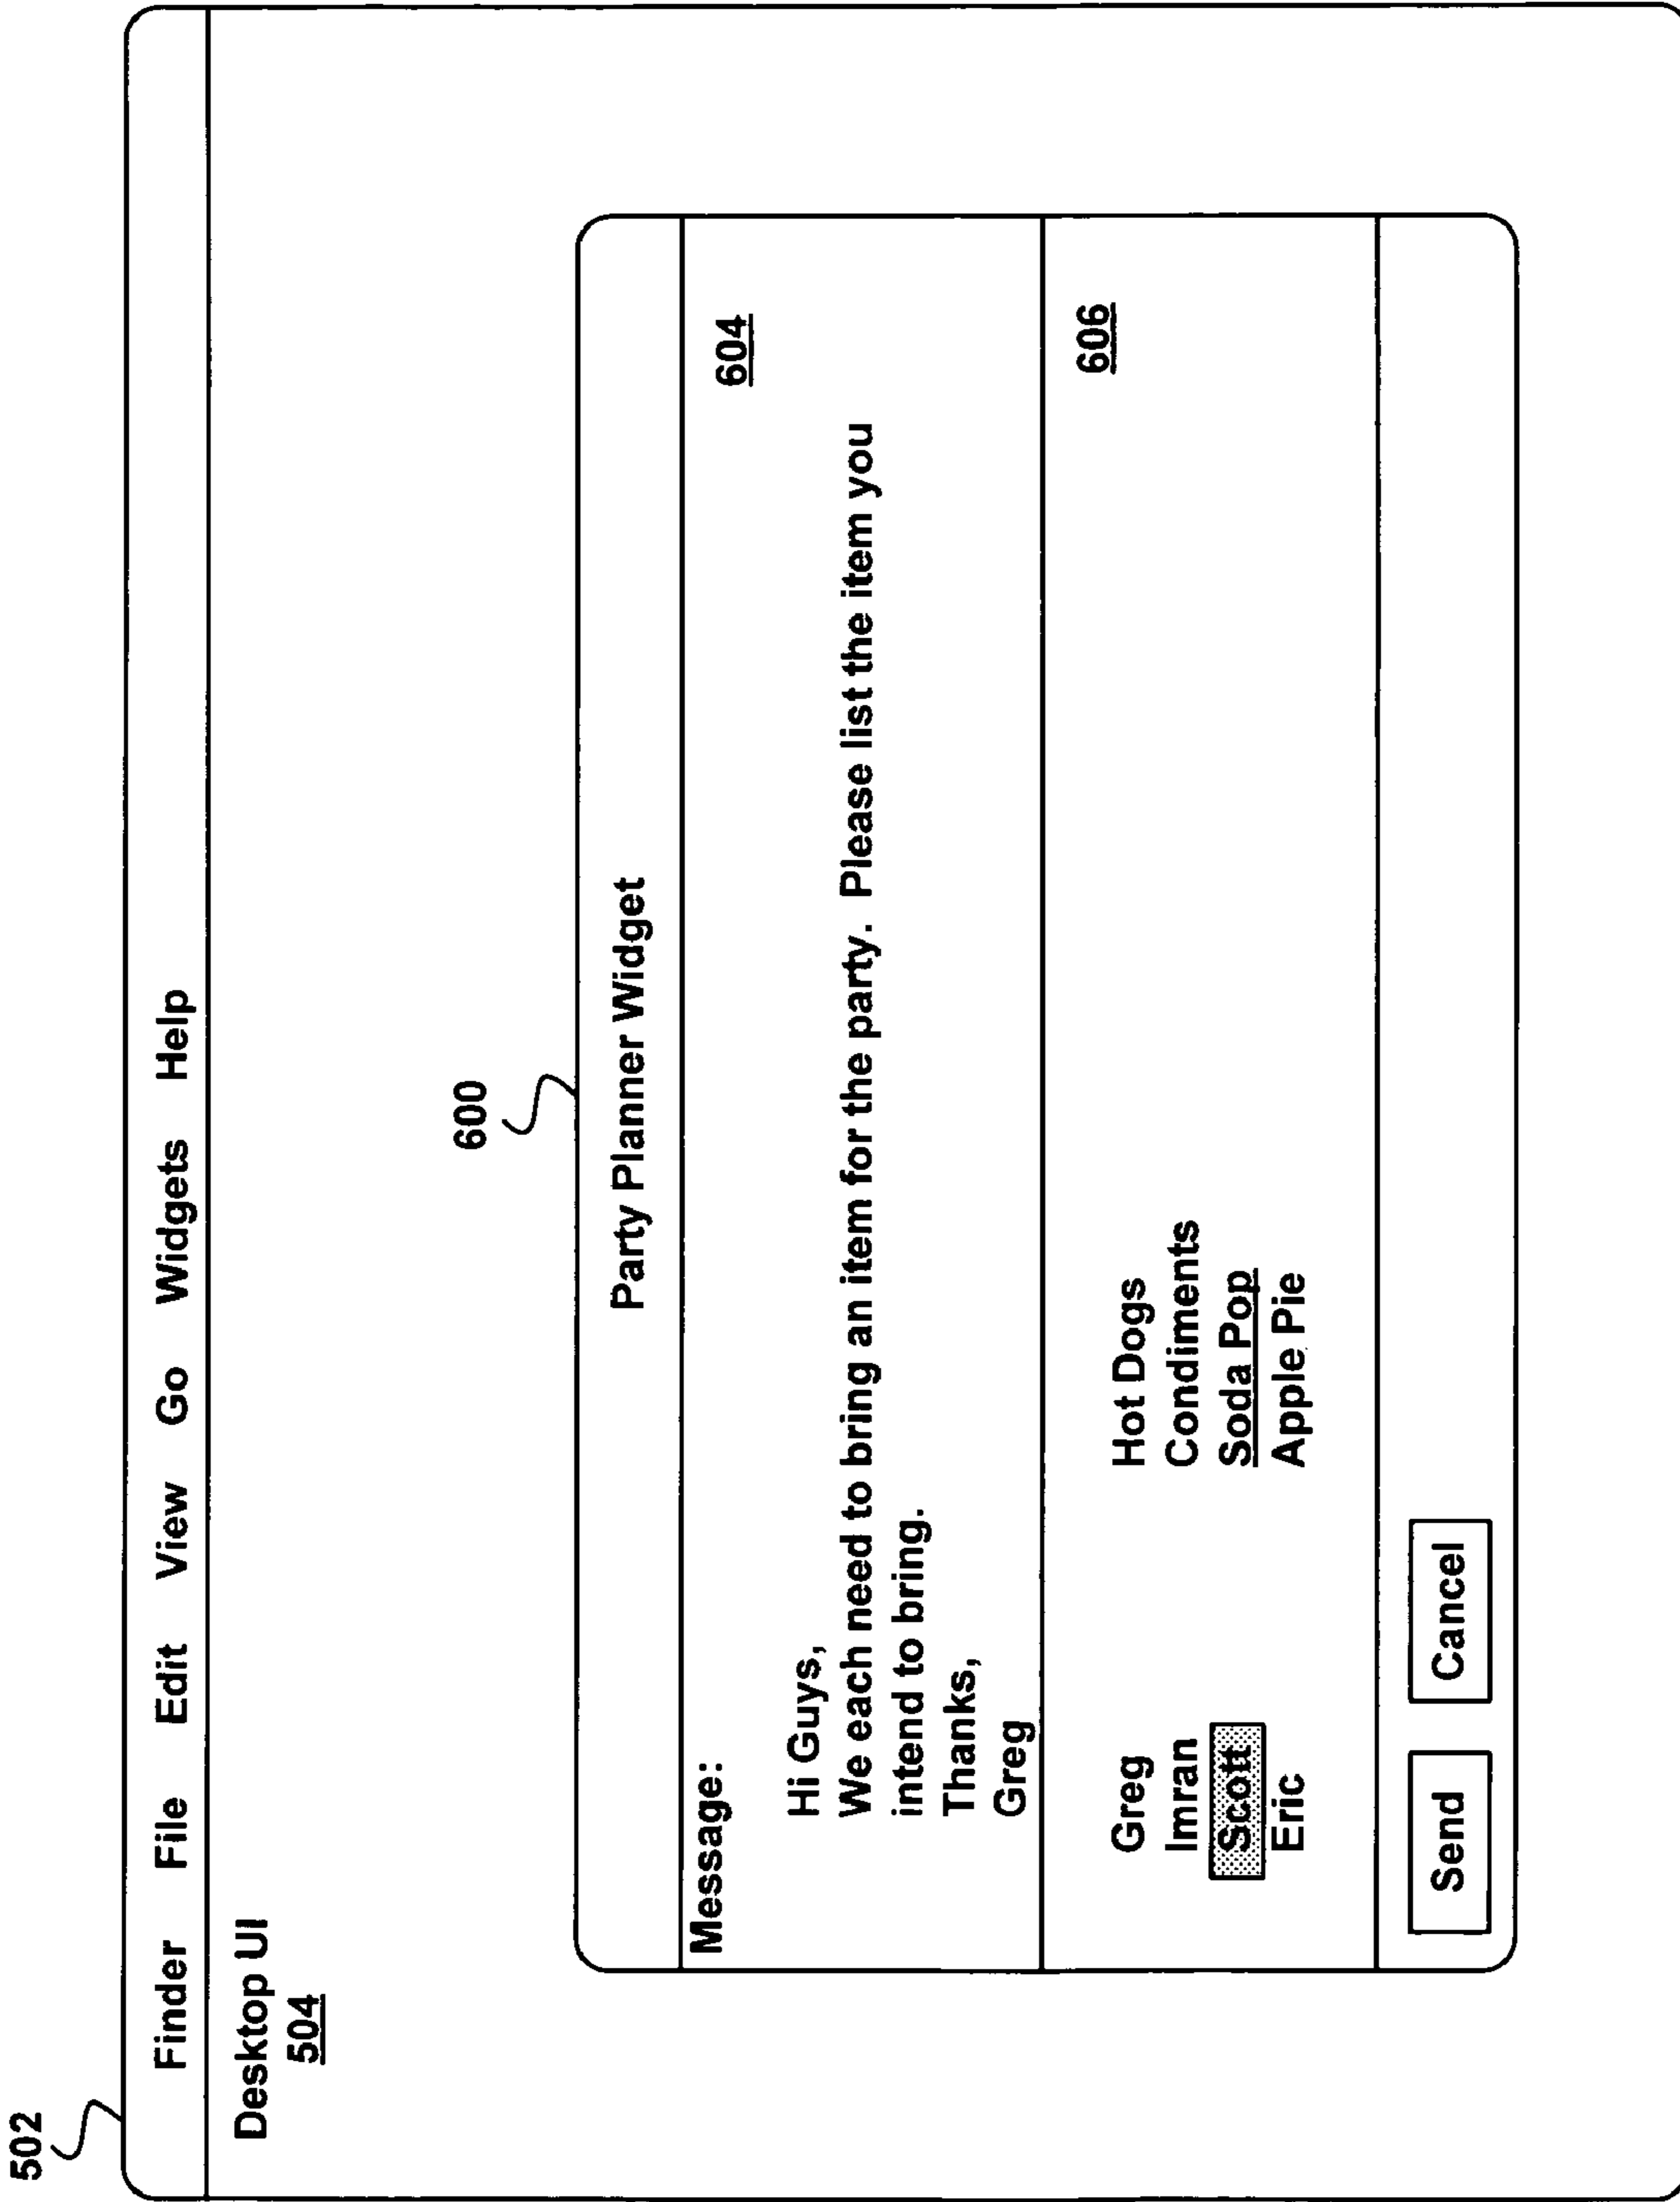 502
Finder File Edit View Go Widgets Help
Desktop UI
504
600
Party Planner Widget
Message:
604
Hi Guys,
We each need to bring an item for the party. Please list the item you
intend to bring.
Thanks,
Greg
606
Greg Hot Dogs
Imran Condiments
Scott Soda Pop
Eric Apple Pie
Send Cancel